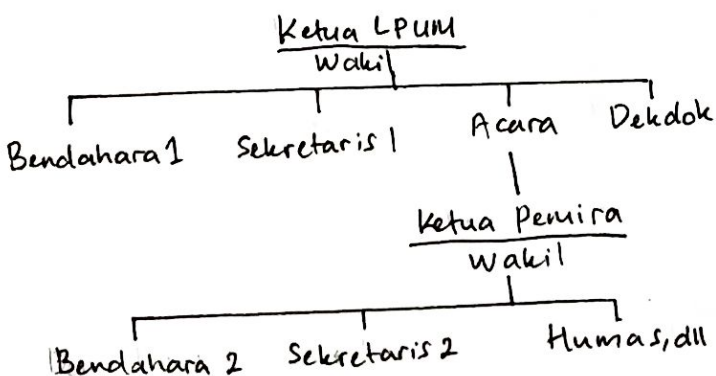 Ketua LPUM
Wakil
Bendahara 1 Sekretaris 1 Acara Dekdok
Ketua Pemira
Wakil
Bendahara 2 Sekretaris 2 Humas, dll